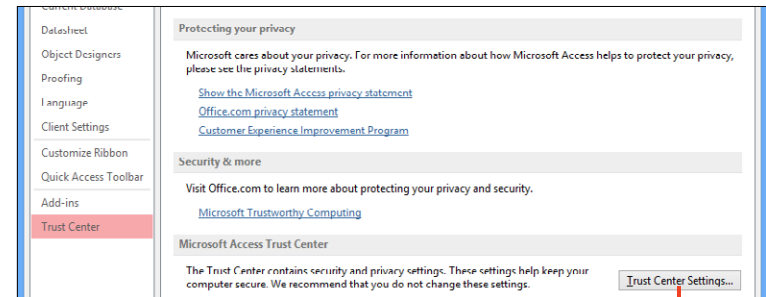 Current Database
Datasheet
Object Designers
Proofing
Language
Client Settings
Customize Ribbon
Quick Access Toolbar
Add-ins
Trust Center
Protecting your privacy
Microsoft cares about your privacy. For more information about how Microsoft Access helps to protect your privacy,
please see the privacy statements.
Show the Microsoft Access privacy statement
Office.com privacy statement
Customer Experience Improvement Program
Security & more
Visit Office.com to learn more about protecting your privacy and security.
Microsoft Trustworthy Computing
Microsoft Access Trust Center
The Trust Center contains security and privacy settings. These settings help keep your
computer secure. We recommend that you do not change these settings.
Trust Center Settings...